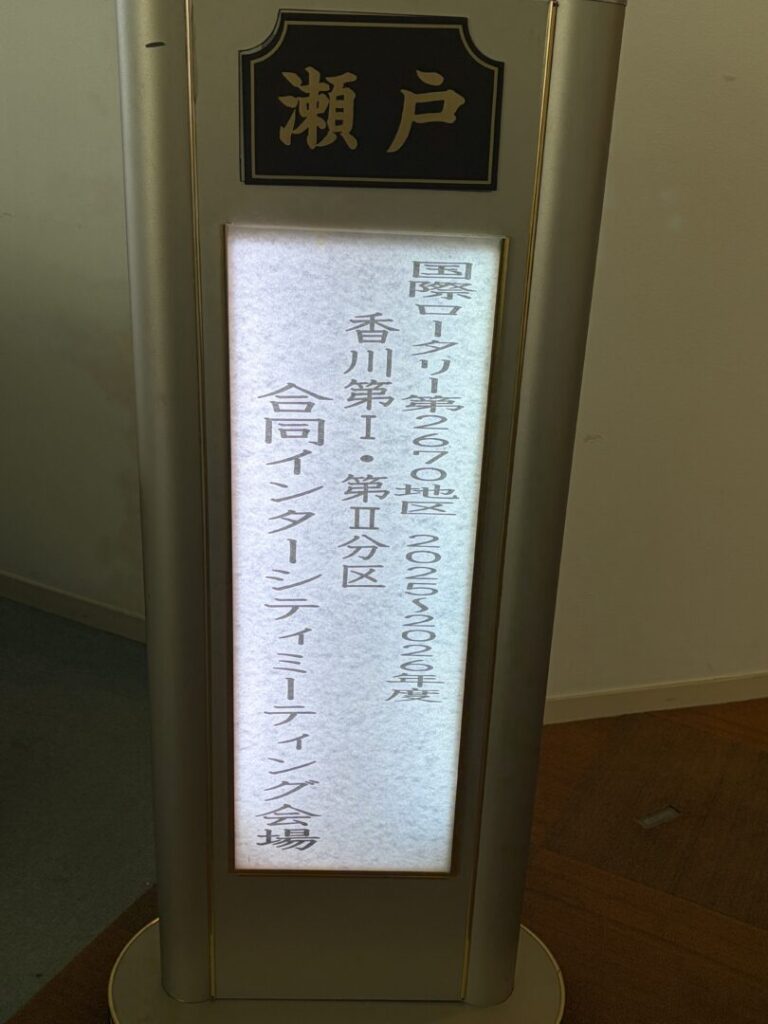 瀬戸
国際ロータリー第2670地区 2025~2026年度
香川第Ⅰ・第Ⅱ分区
合同インターシティミーティング会場